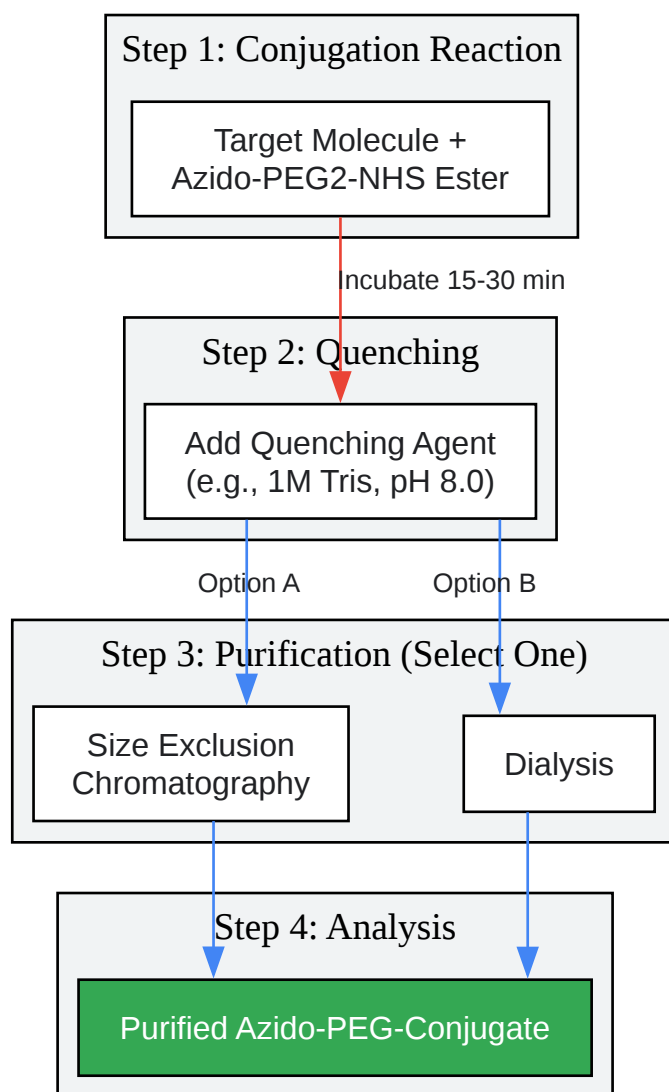 Step 1: Conjugation Reaction
Target Molecule +
Azido-PEG2-NHS Ester
Incubate 15-30 min
Step 2: Quenching
Add Quenching Agent
(e.g., 1M Tris, pH 8.0)
Option A
Option B
Step 3: Purification (Select One)
Size Exclusion
Chromatography
Dialysis
Step 4: Analysis
Purified Azido-PEG-Conjugate